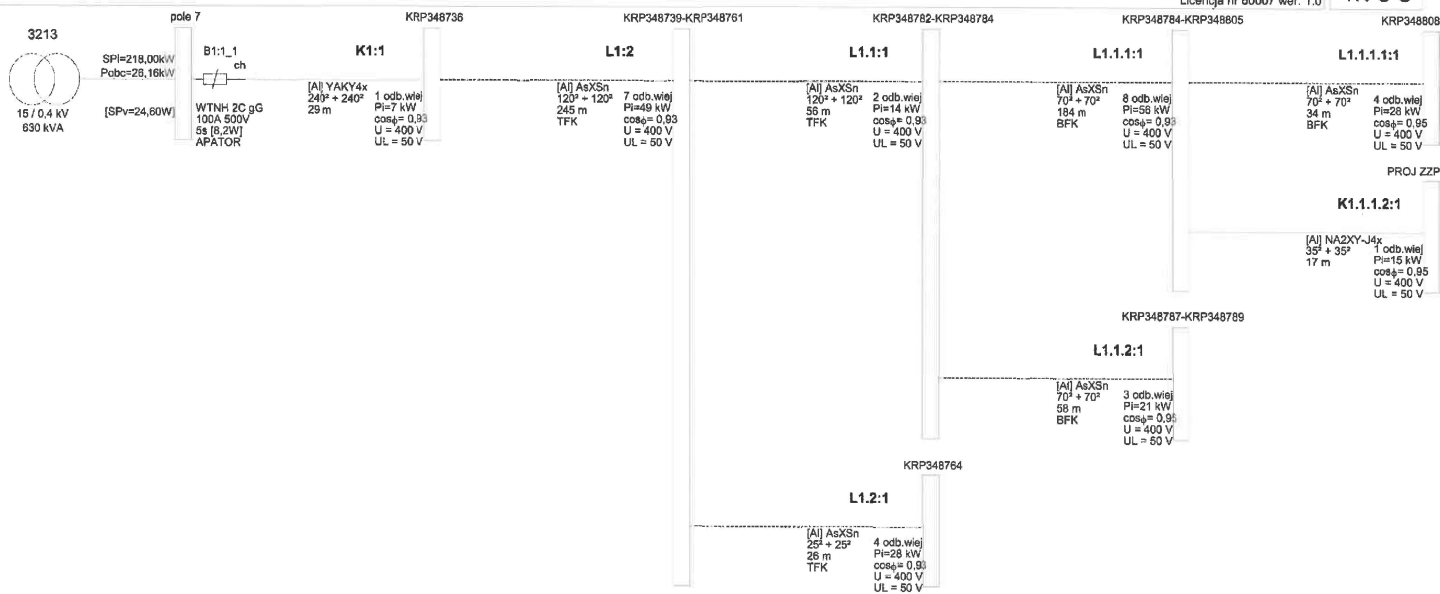 Licencja nr 60007 wer. 1.0
pole 7
KRP348736
KRP348739-KRP348761
KRP348782-KRP348784
KRP348784-KRP348805
KRP348808
3213
15 / 0,4 kV
630 kVA
SPi=218,00kW
Pobc=28,16kW
[SPv=24,60W]
B1:1_1
ch
WTNH 2C gG
100A 500V
5s [8,2W]
APATOR
K1:1
[Al] YAKY4x
240² + 240²
29 m
1 odb.wiej
Pi=7 kW
cosϕ= 0,93
U = 400 V
UL = 50 V
L1:2
[Al] AsXSn
120² + 120²
245 m
TFK
7 odb.wiej
Pi=49 kW
cosϕ= 0,93
U = 400 V
UL = 50 V
L1.1:1
[Al] AsXSn
120² + 120²
56 m
TFK
2 odb.wiej
Pi=14 kW
cosϕ= 0,93
U = 400 V
UL = 50 V
L1.1.1:1
[Al] AsXSn
70² + 70²
184 m
BFK
8 odb.wiej
Pi=56 kW
cosϕ= 0,93
U = 400 V
UL = 50 V
L1.1.1.1:1
[Al] AsXSn
70² + 70²
34 m
BFK
4 odb.wiej
Pi=28 kW
cosϕ= 0,95
U = 400 V
UL = 50 V
PROJ ZZP
K1.1.1.2:1
[Al] NA2XY-J4x
35² + 35²
17 m
1 odb.wiej
Pi=15 kW
cosϕ= 0,95
U = 400 V
UL = 50 V
KRP348787-KRP348789
L1.1.2:1
[Al] AsXSn
70² + 70²
58 m
BFK
3 odb.wiej
Pi=21 kW
cosϕ= 0,95
U = 400 V
UL = 50 V
KRP348764
L1.2:1
[Al] AsXSn
25² + 25²
26 m
TFK
4 odb.wiej
Pi=28 kW
cosϕ= 0,93
U = 400 V
UL = 50 V